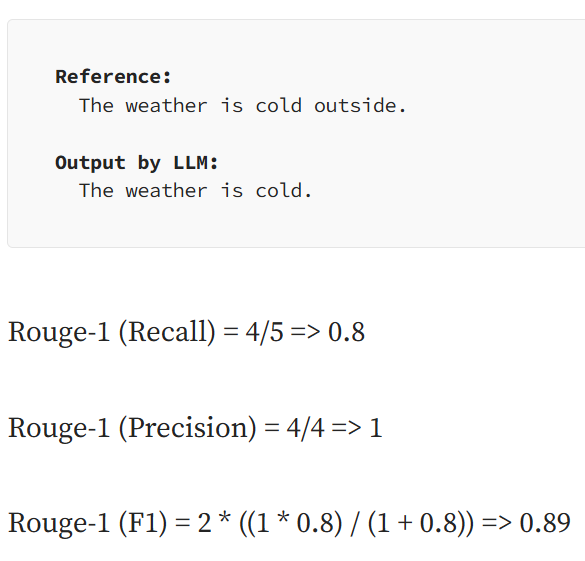 Reference:
The weather is cold outside.
Output by LLM:
The weather is cold.
Rouge-1 (Recall) = 4/5 => 0.8
Rouge-1 (Precision) = 4/4 => 1
Rouge-1 (F1) = 2 * ((1 * 0.8) / (1 + 0.8)) => 0.89